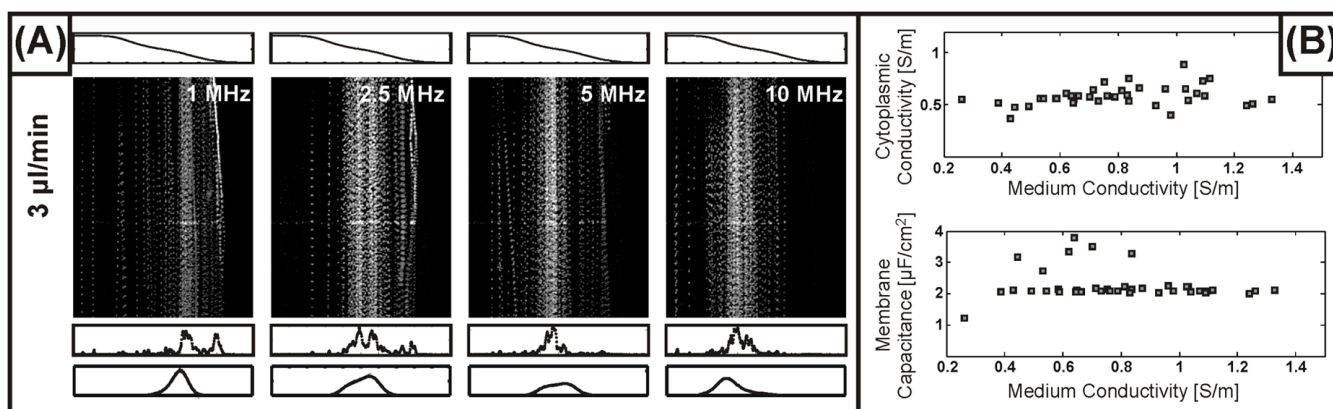 (A)
3 µl/min
1 MHz
2.5 MHz
5 MHz
10 MHz
(B)
Cytoplasmic
Conductivity [S/m]
1
0.5
0.2 0.4 0.6 0.8 1 1.2 1.4
Medium Conductivity [S/m]
Membrane
Capacitance [µF/cm²]
4
3
2
1
0.2 0.4 0.6 0.8 1 1.2 1.4
Medium Conductivity [S/m]